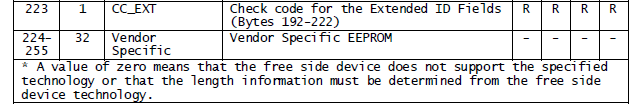 223 1 CC_EXT Check code for the Extended ID Fields R R R R
(Bytes 192-222)
224- 32 Vendor Vendor Specific EEPROM - - - -
255 Specific
* A value of zero means that the free side device does not support the specified
technology or that the length information must be determined from the free side
device technology.